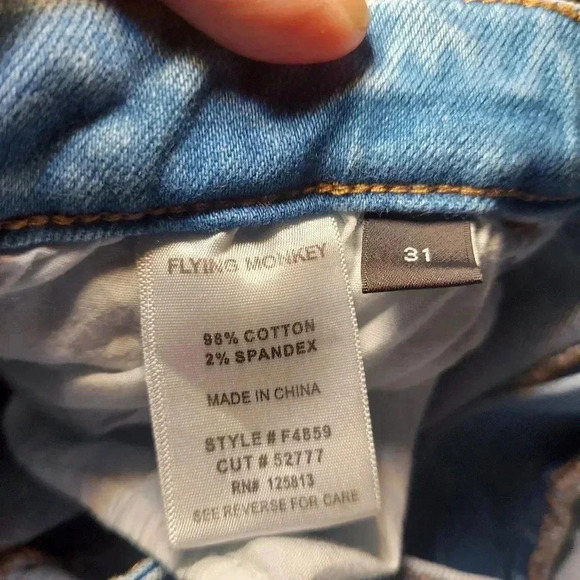 FLYING MONKEY
31
98% COTTON
2% SPANDEX
MADE IN CHINA
STYLE # F4859
CUT # 52777
RN# 125813
SEE REVERSE FOR CARE